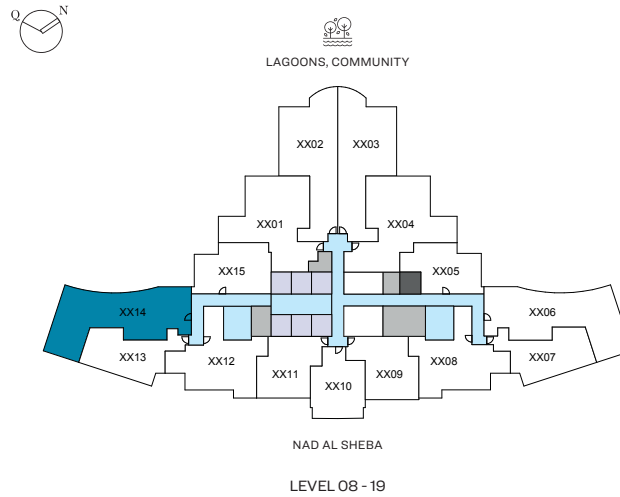 Q N
LAGOONS, COMMUNITY
XX02 XX03
XX01 XX04
XX15 XX05
XX14 XX06
XX13 XX12 XX08 XX07
XX11 XX10 XX09
NAD AL SHEBA
LEVEL 08 - 19